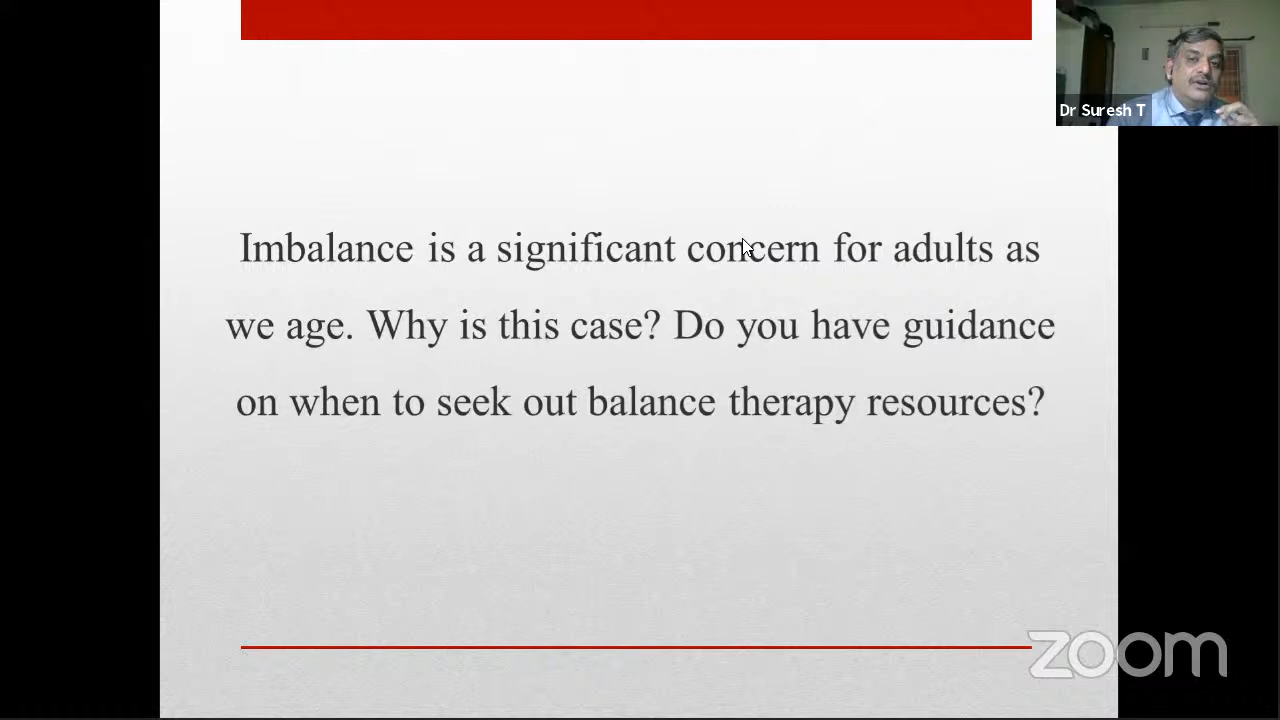 Dr Suresh T
Imbalance is a significant concern for adults as
we age. Why is this case? Do you have guidance
on when to seek out balance therapy resources?
zoom